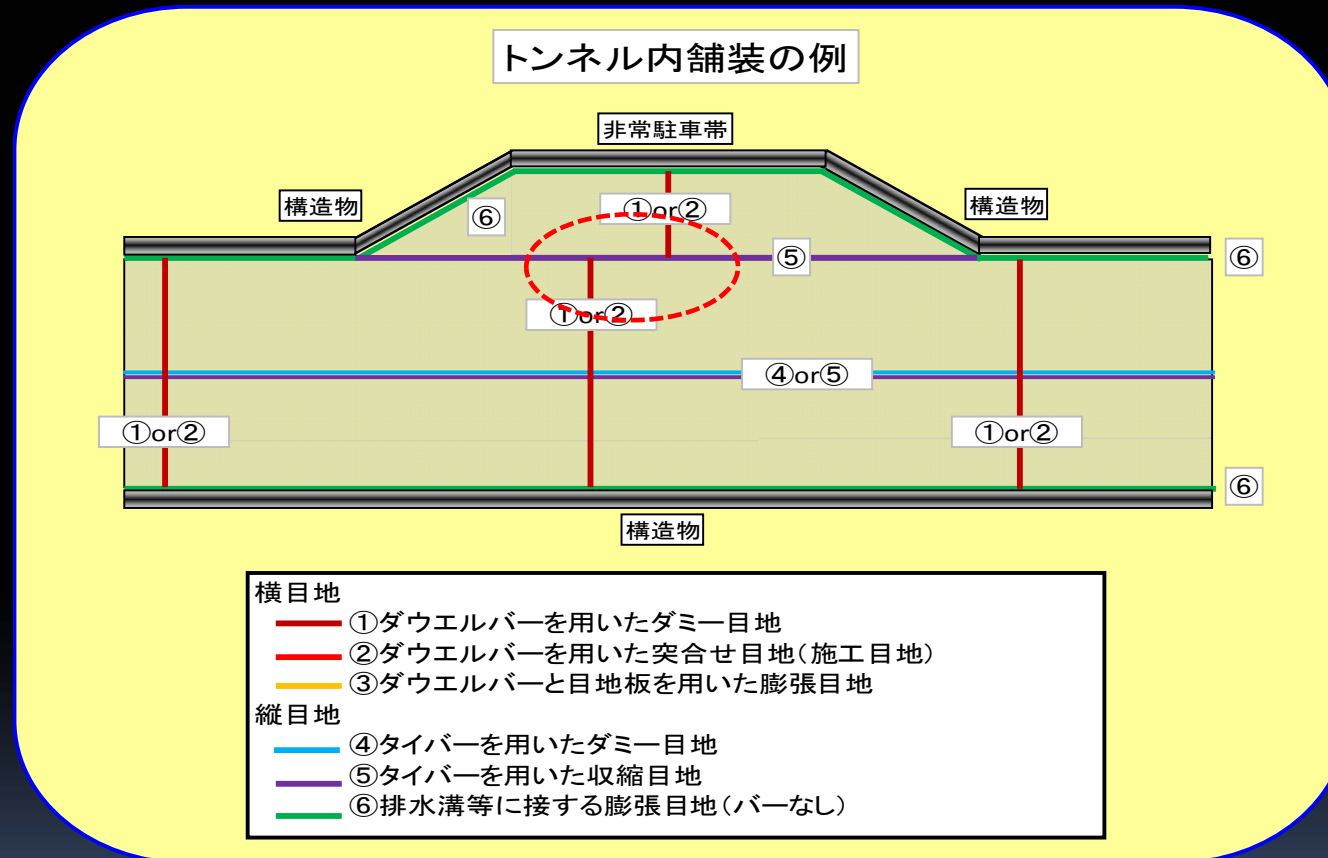 トンネル内舗装の例
非常駐車帯
構造物
⑥
①or②
構造物
⑤
⑥
①or②
④or⑤
①or②
①or②
⑥
構造物
横目地
①ダウエルバーを用いたダミー目地
②ダウエルバーを用いた突合せ目地(施工目地)
③ダウエルバーと目地板を用いた膨張目地
縦目地
④タイバーを用いたダミー目地
⑤タイバーを用いた収縮目地
⑥排水溝等に接する膨張目地(バーなし)